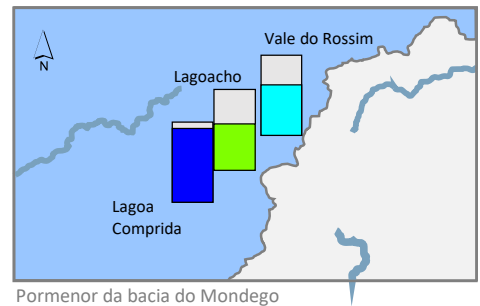 Vale do Rossim
N
Lagoacho
Lagoa
Comprida
Pormenor da bacia do Mondego